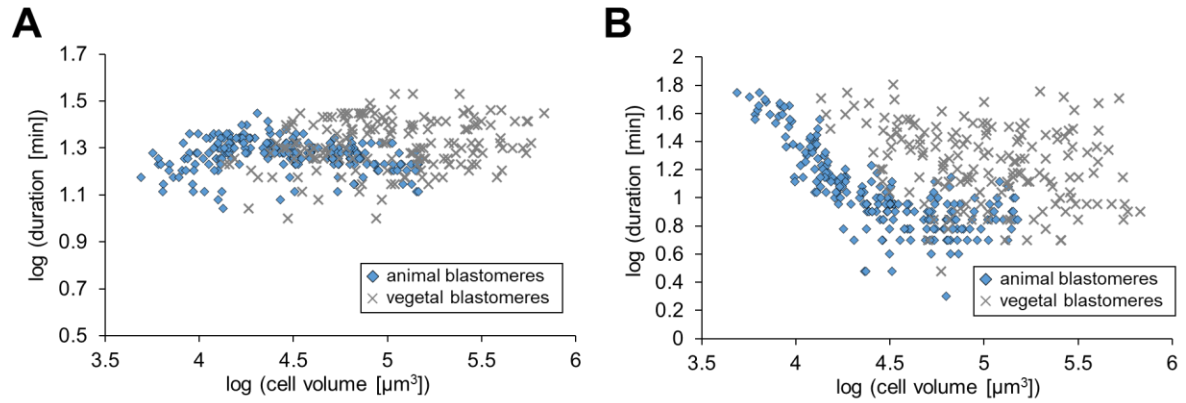 A
1.7
1.5
1.3
1.1
0.9
0.7
0.5
3.5 4 4.5 5 5.5 6
log (duration [min])
log (cell volume [µm³])
animal blastomeres
vegetal blastomeres
B
2
1.8
1.6
1.4
1.2
1
0.8
0.6
0.4
0.2
0
3.5 4 4.5 5 5.5 6
log (duration [min])
log (cell volume [µm³])
animal blastomeres
vegetal blastomeres